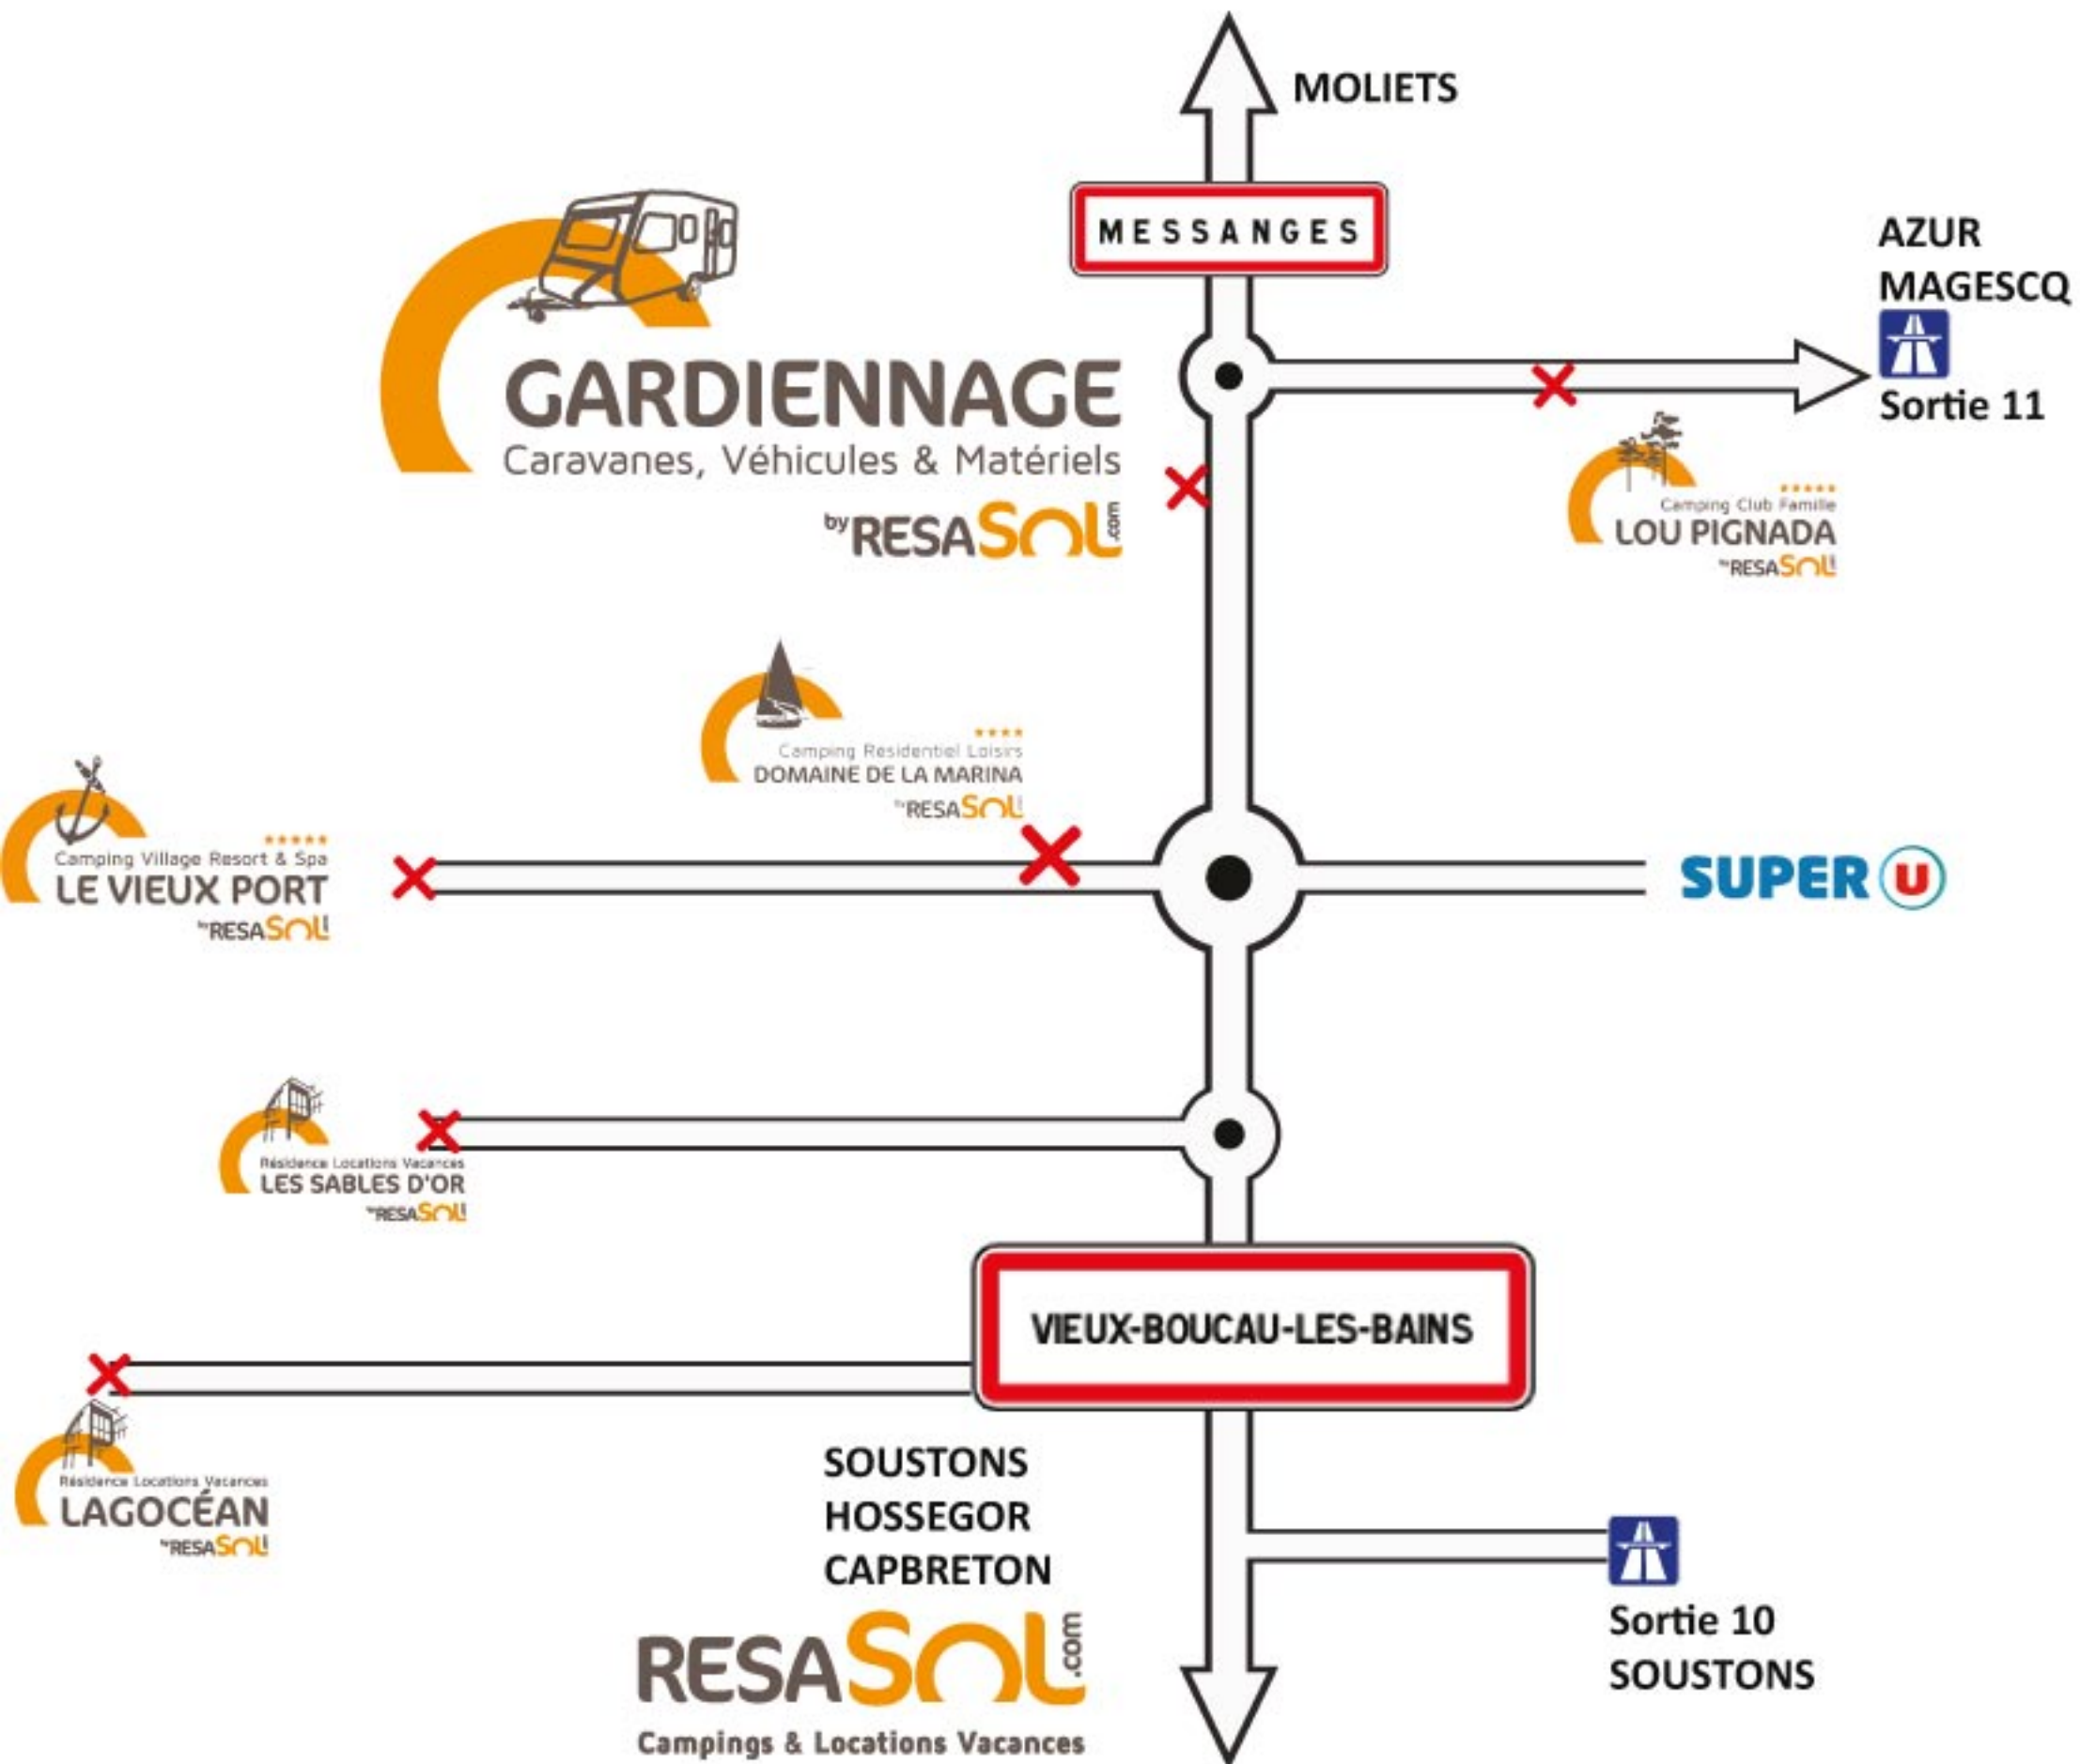 MOLIETS
MESSANGES
AZUR
MAGESCQ
Sortie 11
GARDIENNAGE
Caravanes, Véhicules & Matériels
by RESASOL.com
Camping Club Famille
LOU PIGNADA
by RESASOL
Camping Résidentiel Loisirs
DOMAINE DE LA MARINA
by RESASOL
Camping Village Resort & Spa
LE VIEUX PORT
by RESASOL
SUPER U
Résidence Locations Vacances
LES SABLES D'OR
by RESASOL
VIEUX-BOUCAU-LES-BAINS
Résidence Locations Vacances
LAGOCÉAN
by RESASOL
SOUSTONS
HOSSEGOR
CAPBRETON
Sortie 10
SOUSTONS
RESASOL.com
Campings & Locations Vacances